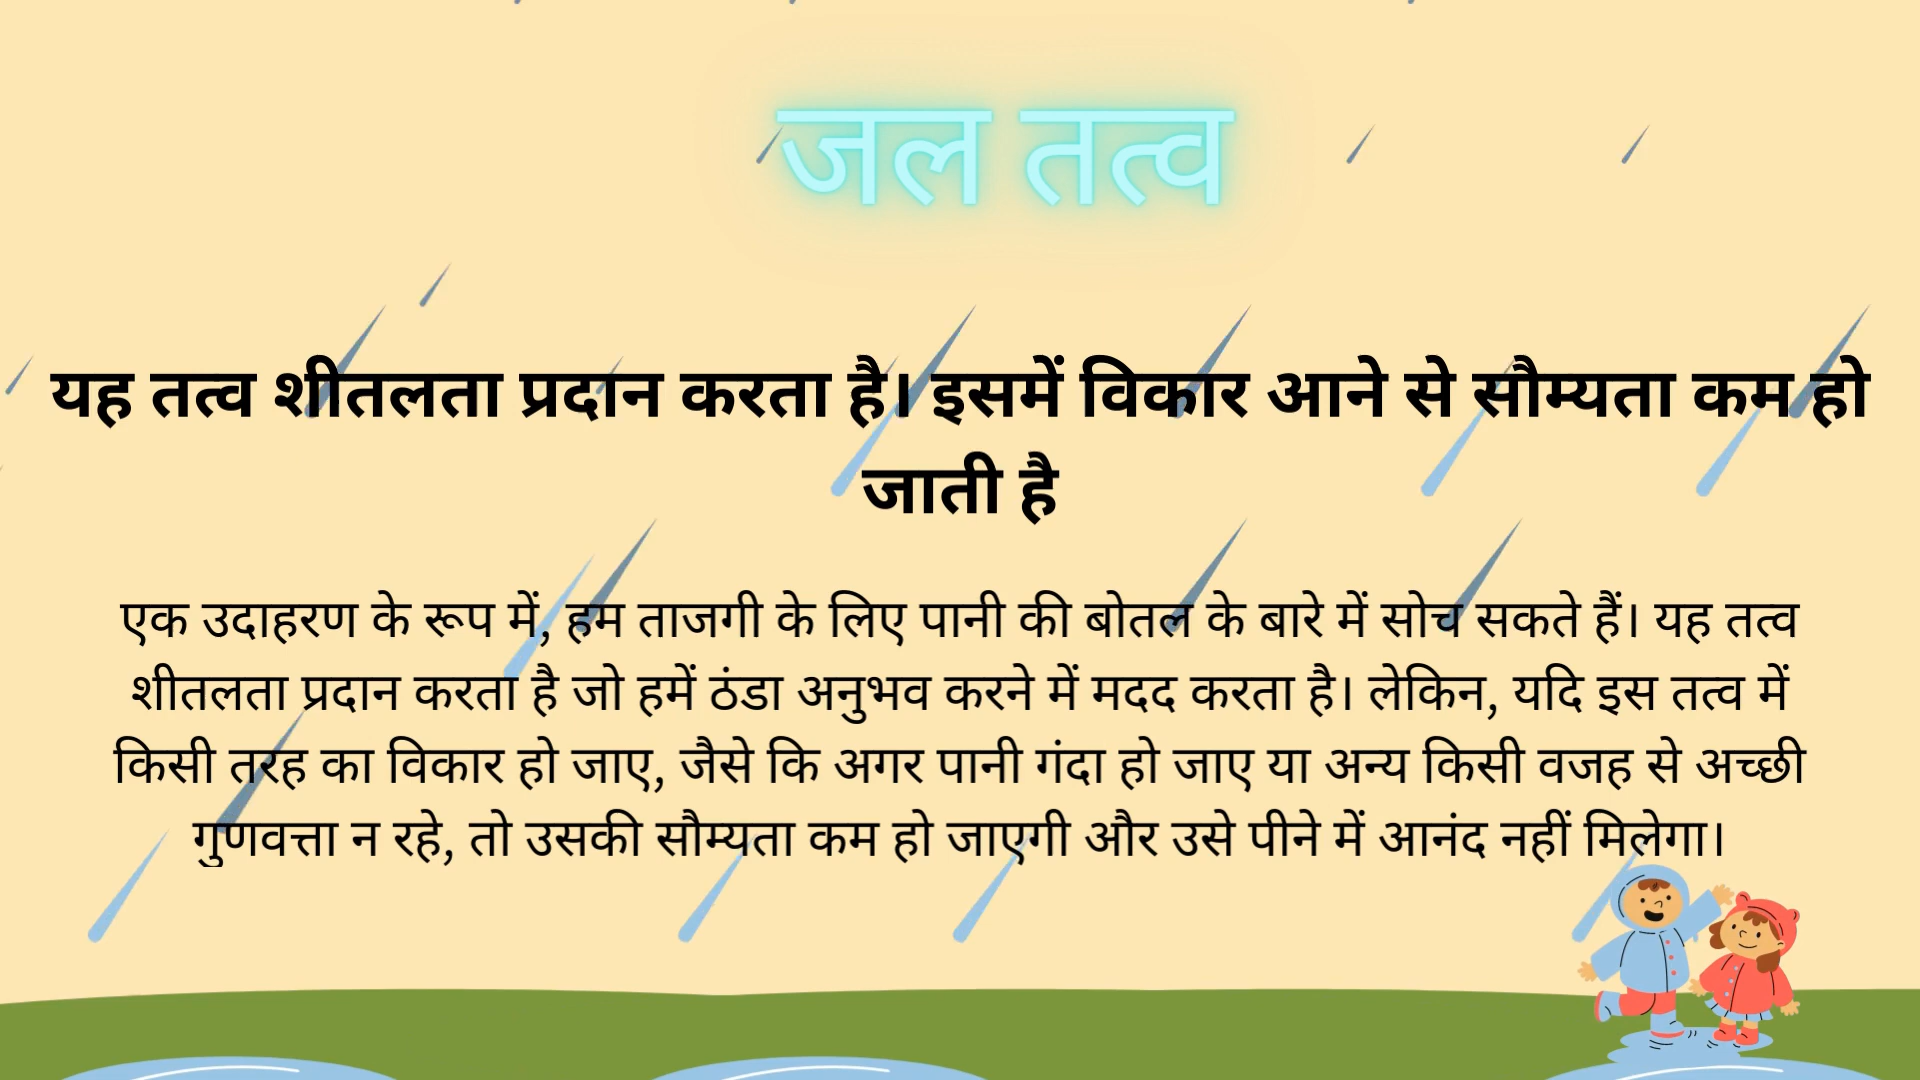 जल तत्व
यह तत्व शीतलता प्रदान करता है। इसमें विकार आने से सौम्यता कम हो
जाती है
एक उदाहरण के रूप में, हम ताजगी के लिए पानी की बोतल के बारे में सोच सकते हैं। यह तत्व
शीतलता प्रदान करता है जो हमें ठंडा अनुभव करने में मदद करता है। लेकिन, यदि इस तत्व में
किसी तरह का विकार हो जाए, जैसे कि अगर पानी गंदा हो जाए या अन्य किसी वजह से अच्छी
गुणवत्ता न रहे, तो उसकी सौम्यता कम हो जाएगी और उसे पीने में आनंद नहीं मिलेगा।